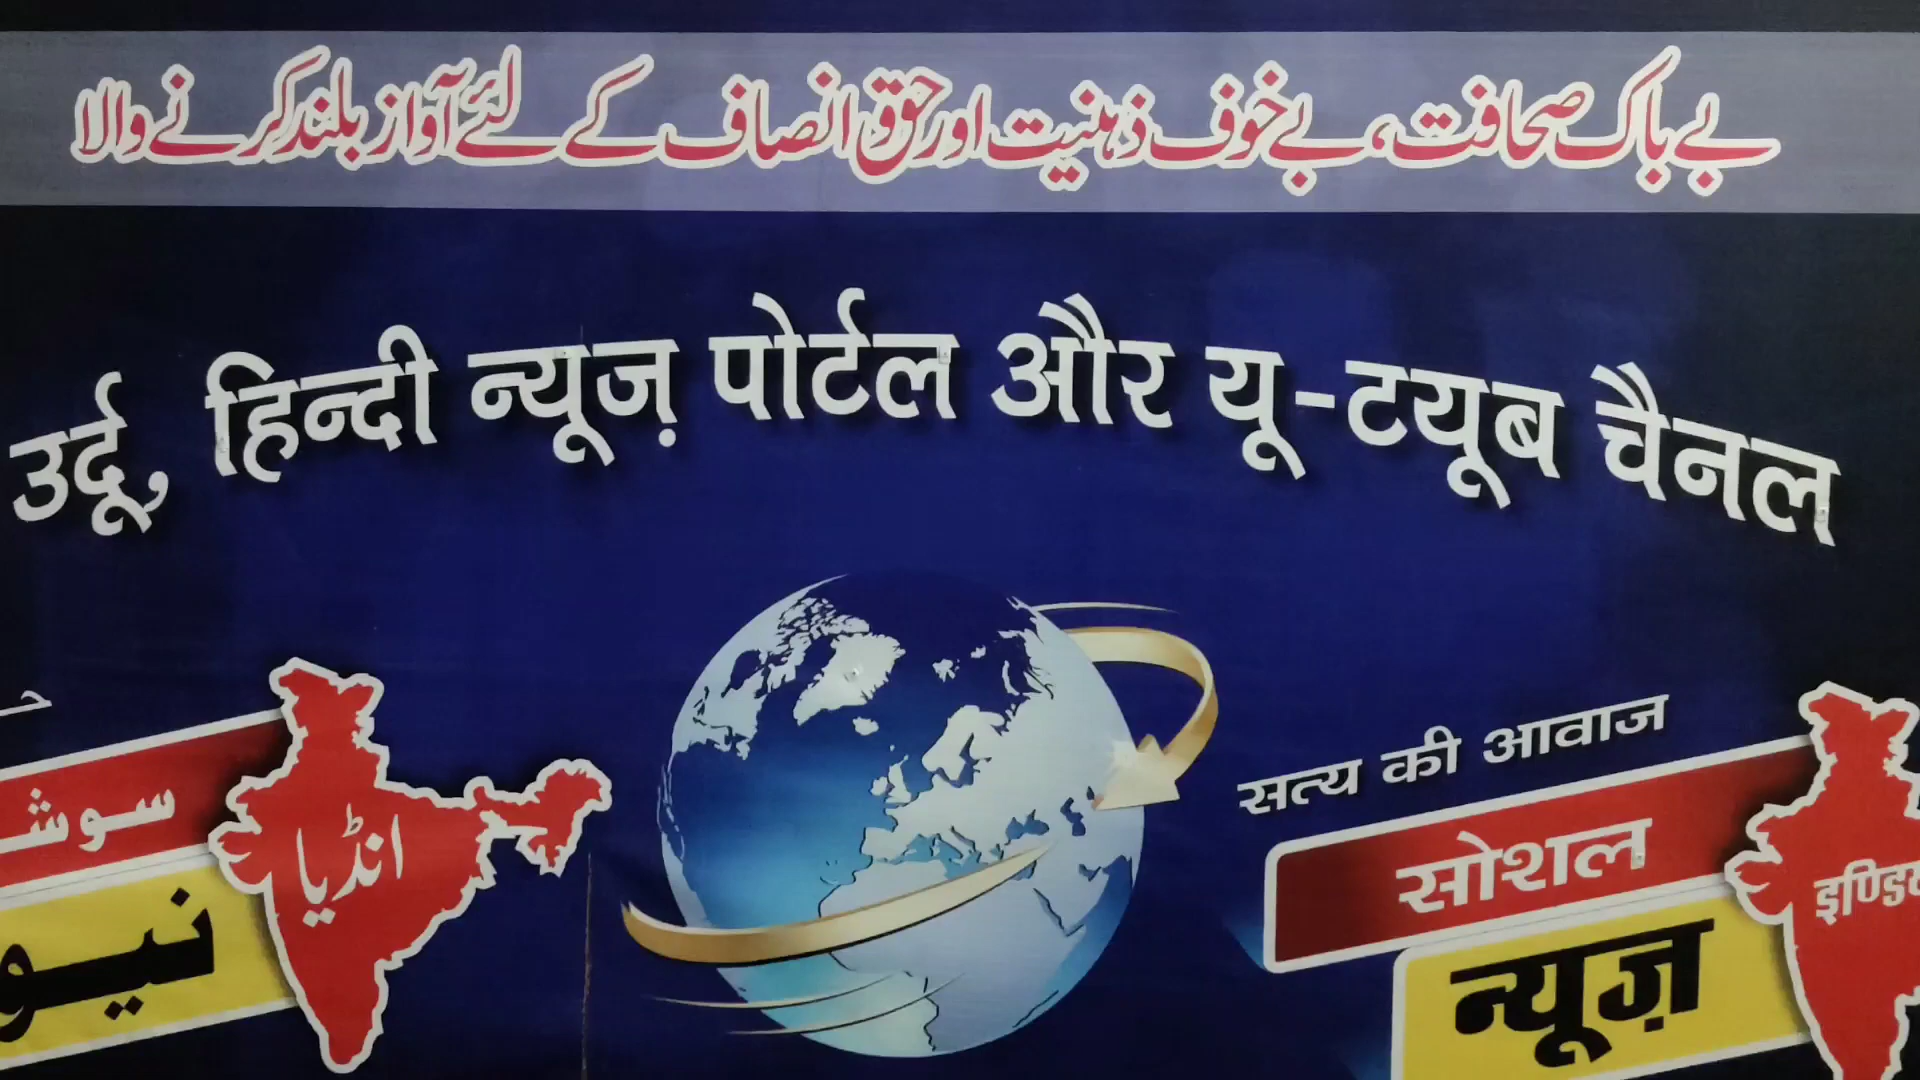 بے باک صحافت، بے خوف ذہنیت اور حق و انصاف کے لئے آواز بلند کرنے والا
उर्दू, हिन्दी न्यूज़ पोर्टल और यू-टयूब चैनल
انڈیا
सत्य की आवाज
सोशल
न्यूज़